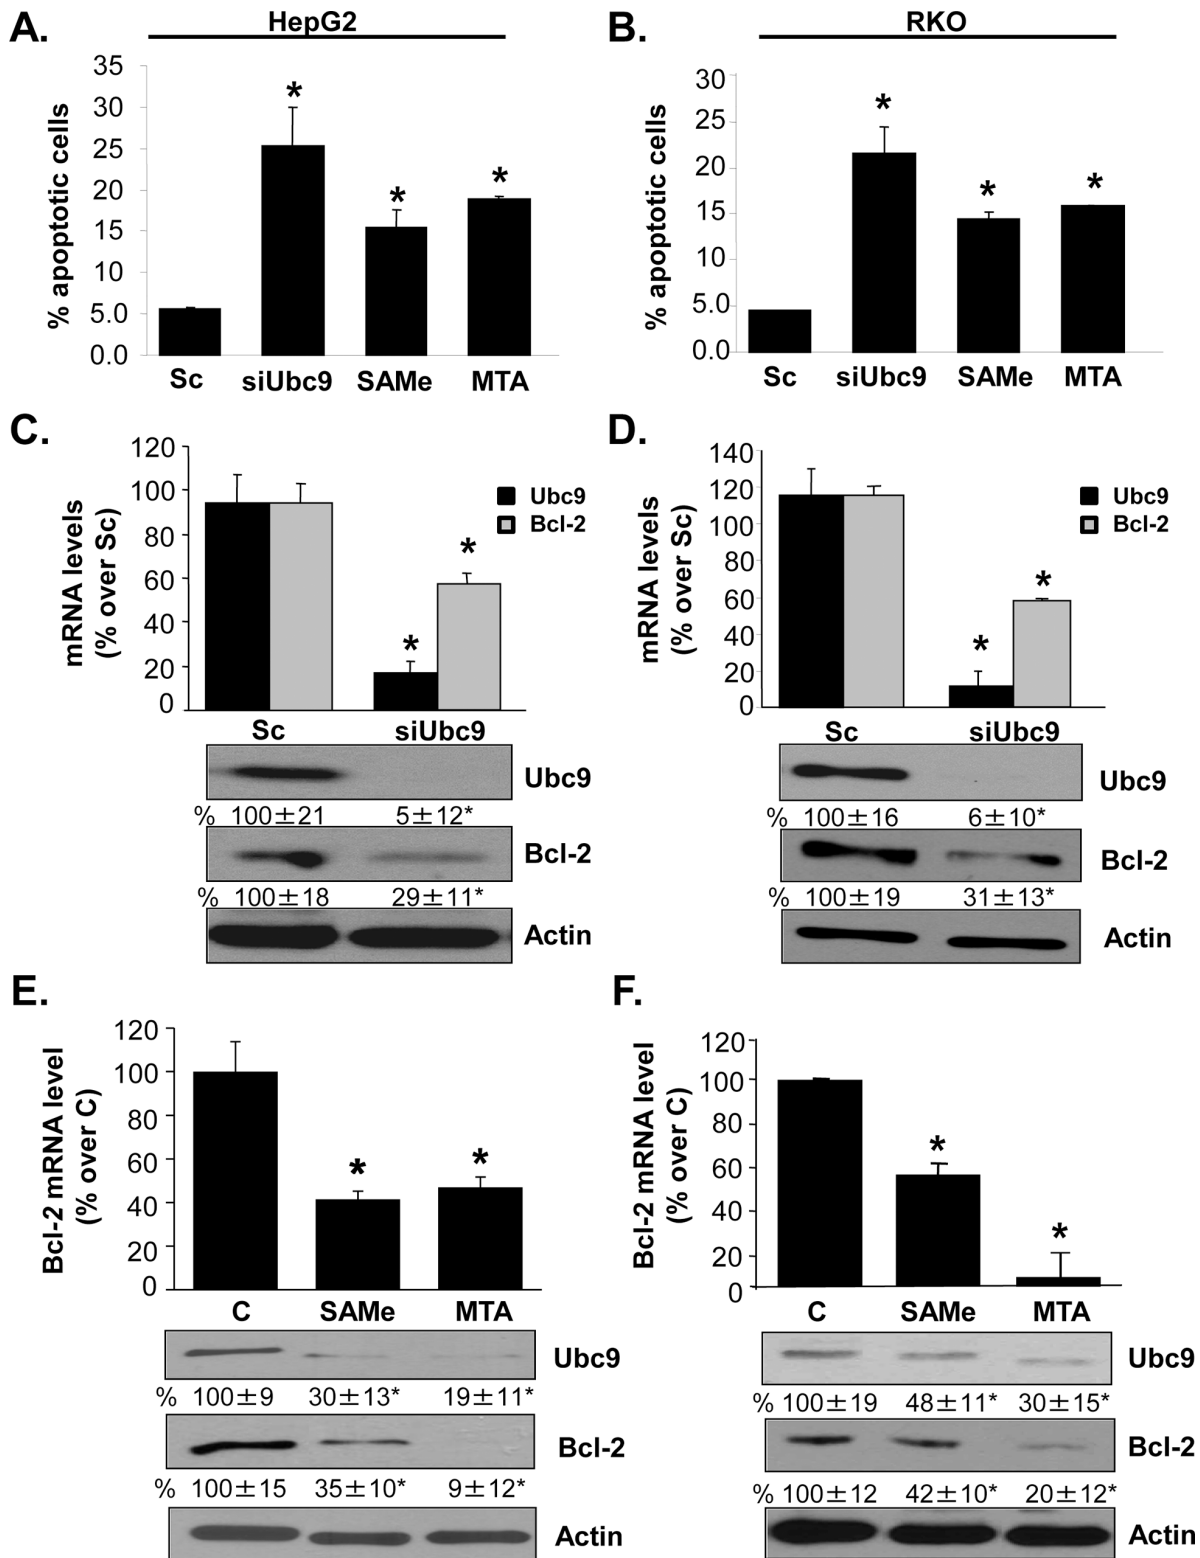 A.
HepG2
% apoptotic cells
35
30
25
20
15
10
5.0
0.0
*
*
*
Sc siUbc9 SAMe MTA
B.
RKO
% apoptotic cells
30
25
20
15
10
5.0
0.0
*
*
*
Sc siUbc9 SAMe MTA
C.
mRNA levels
(% over Sc)
120
100
80
60
40
20
0
Ubc9
Bcl-2
*
*
Sc siUbc9
Ubc9
% 100±21 5±12*
Bcl-2
% 100±18 29±11*
Actin
D.
mRNA levels
(% over Sc)
140
120
100
80
60
40
20
0
Ubc9
Bcl-2
*
*
Sc siUbc9
Ubc9
% 100±16 6±10*
Bcl-2
% 100±19 31±13*
Actin
E.
Bcl-2 mRNA level
(% over C)
120
100
80
60
40
20
0
*
*
C SAMe MTA
Ubc9
% 100±9 30±13* 19±11*
Bcl-2
% 100±15 35±10* 9±12*
Actin
F.
Bcl-2 mRNA level
(% over C)
120
100
80
60
40
20
0
*
*
C SAMe MTA
Ubc9
% 100±19 48±11* 30±15*
Bcl-2
% 100±12 42±10* 20±12*
Actin